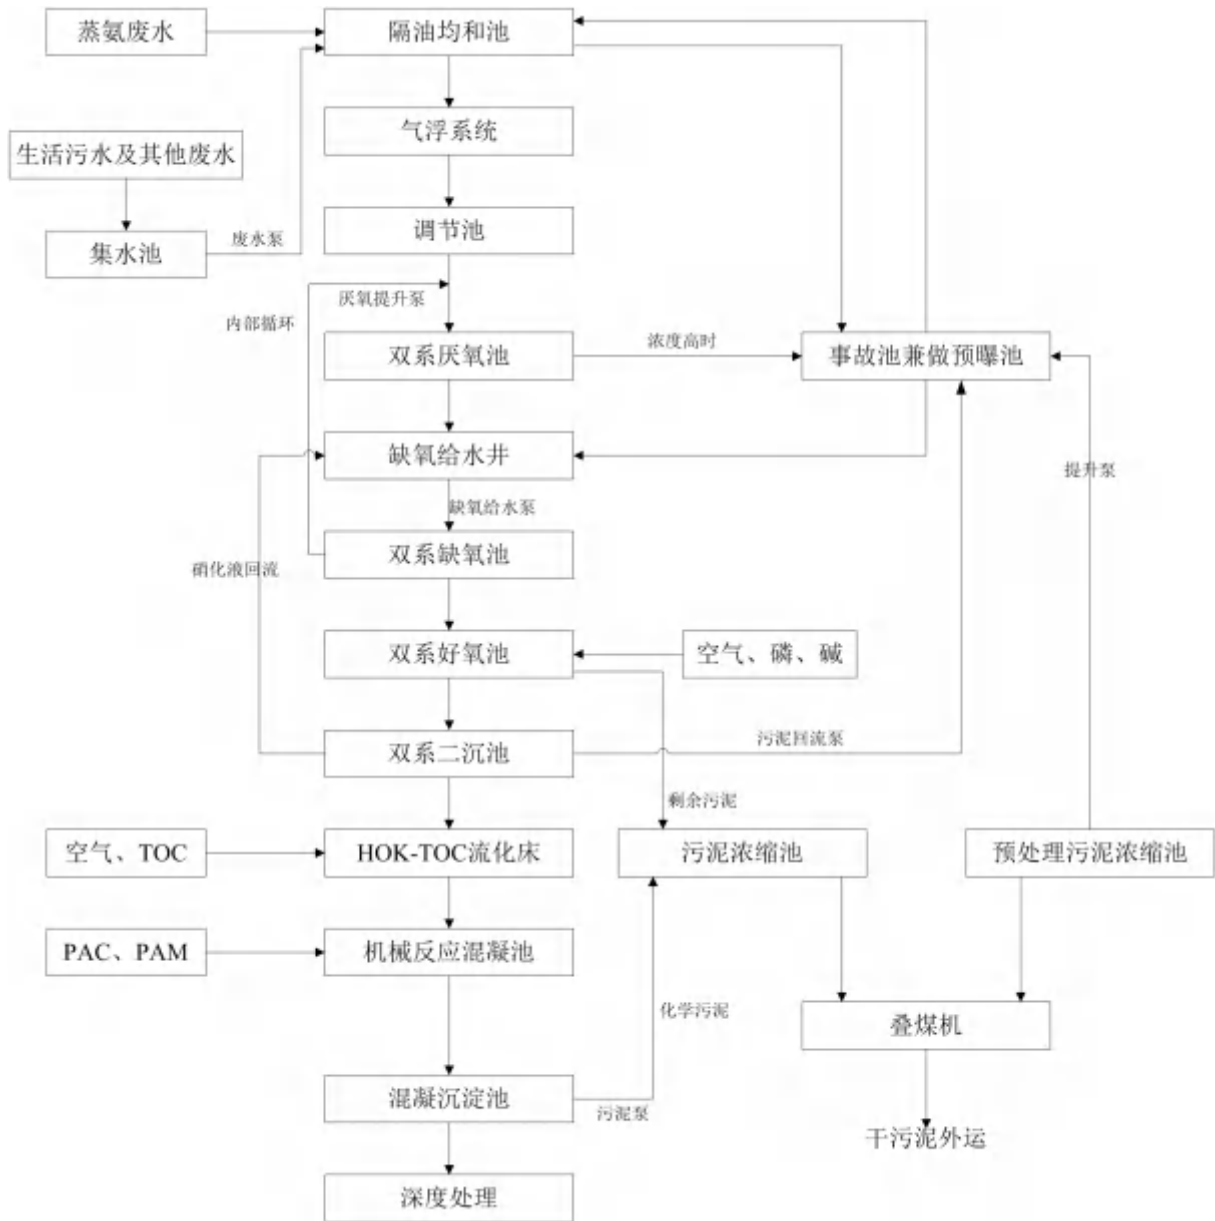 蒸氨废水
隔油均和池
气浮系统
生活污水及其他废水
调节池
集水池
废水泵
厌氧提升泵
内部循环
双系厌氧池
浓度高时
事故池兼做预曝池
缺氧给水井
提升泵
缺氧给水泵
双系缺氧池
硝化液回流
双系好氧池
空气、磷、碱
双系二沉池
污泥回流泵
剩余污泥
空气、TOC
HOK-TOC流化床
污泥浓缩池
预处理污泥浓缩池
PAC、PAM
机械反应混凝池
化学污泥
叠煤机
混凝沉淀池
污泥泵
干污泥外运
深度处理